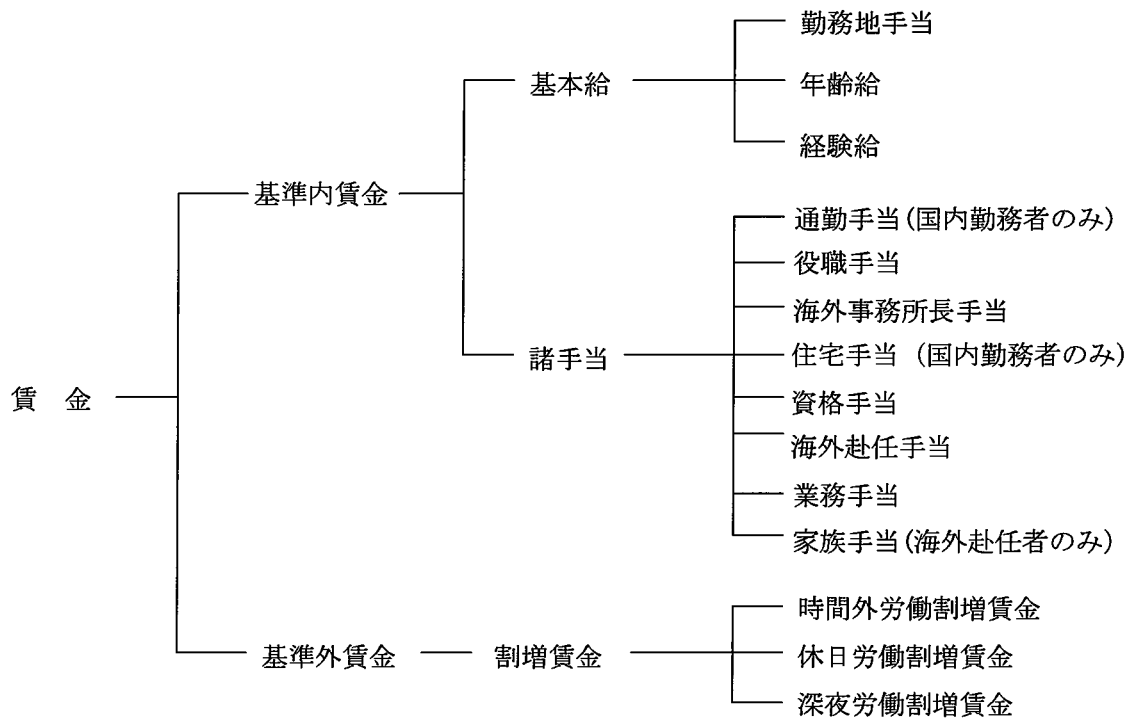 賃　金
基準内賃金
基本給
勤務地手当
年齢給
経験給
諸手当
通勤手当(国内勤務者のみ)
役職手当
海外事務所長手当
住宅手当 (国内勤務者のみ)
資格手当
海外赴任手当
業務手当
家族手当(海外赴任者のみ)
基準外賃金
割増賃金
時間外労働割増賃金
休日労働割増賃金
深夜労働割増賃金